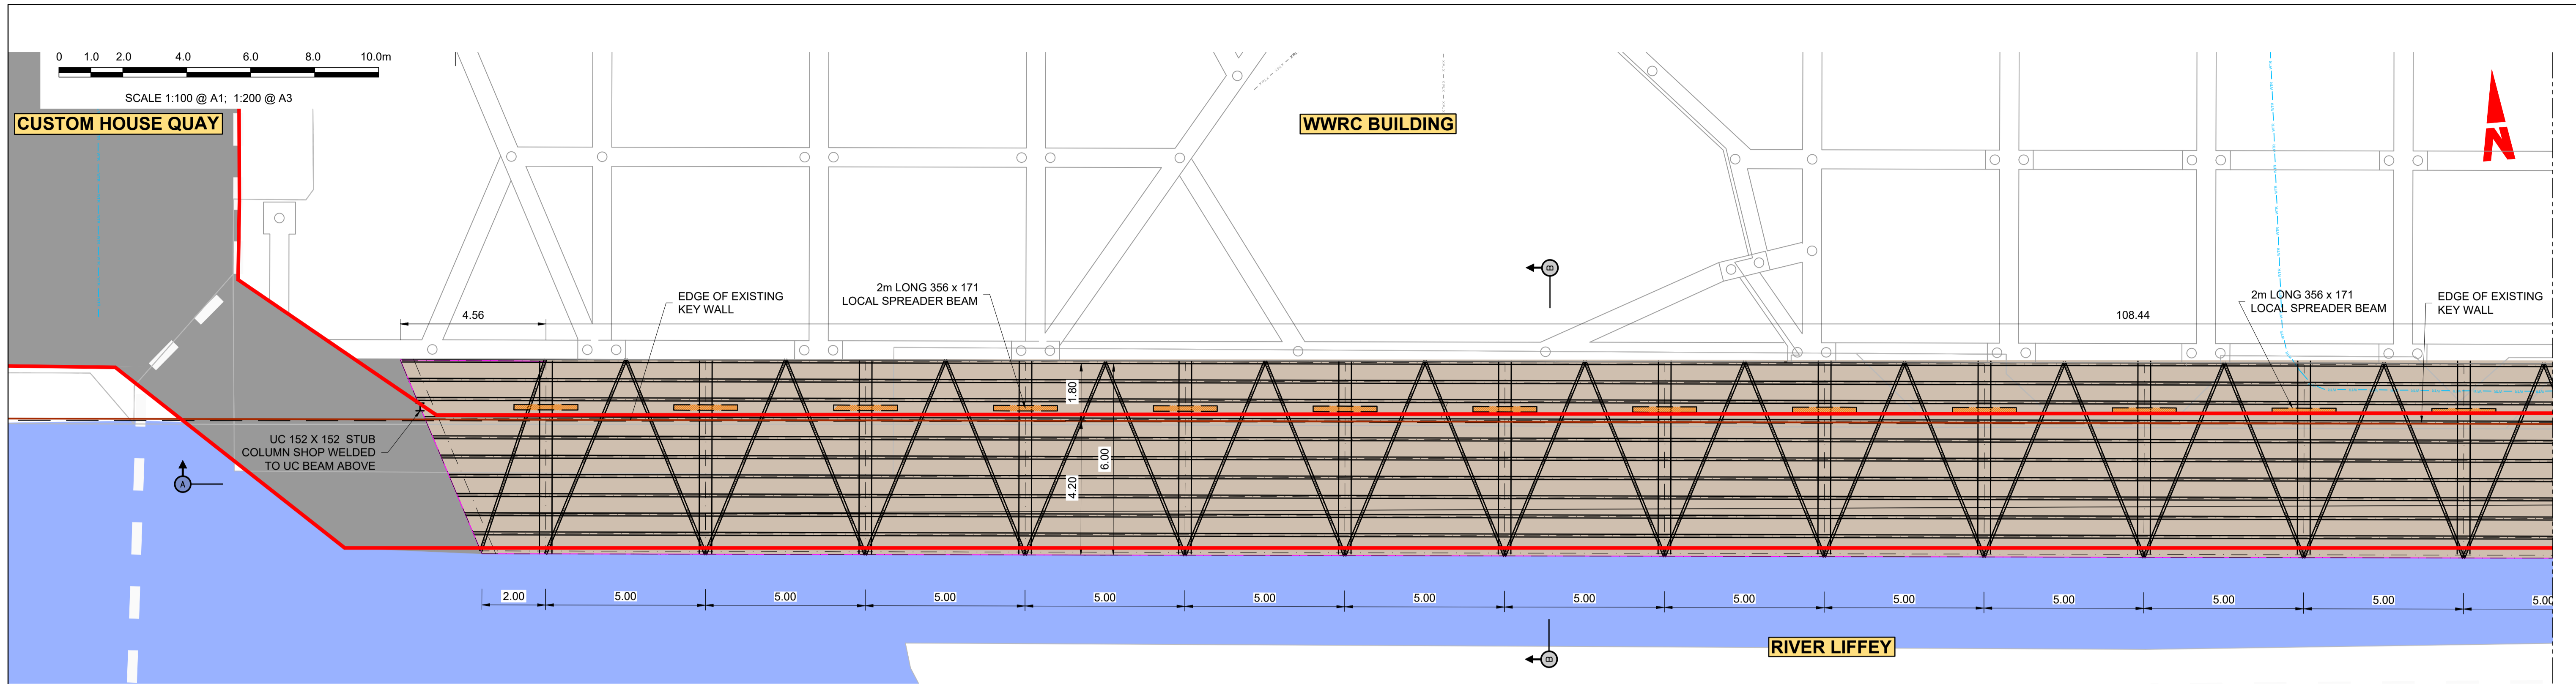 0 1.0 2.0 4.0 6.0 8.0 10.0m
SCALE 1:100 @ A1; 1:200 @ A3
CUSTOM HOUSE QUAY
WWRC BUILDING
N
B
2m LONG 356 x 171
LOCAL SPREADER BEAM
EDGE OF EXISTING
KEY WALL
2m LONG 356 x 171
LOCAL SPREADER BEAM
EDGE OF EXISTING
KEY WALL
4.56
108.44
1.80
6.00
4.20
UC 152 X 152 STUB
COLUMN SHOP WELDED
TO UC BEAM ABOVE
A
2.00 5.00 5.00 5.00 5.00 5.00 5.00 5.00 5.00 5.00 5.00 5.00 5.00 5.00
B
RIVER LIFFEY